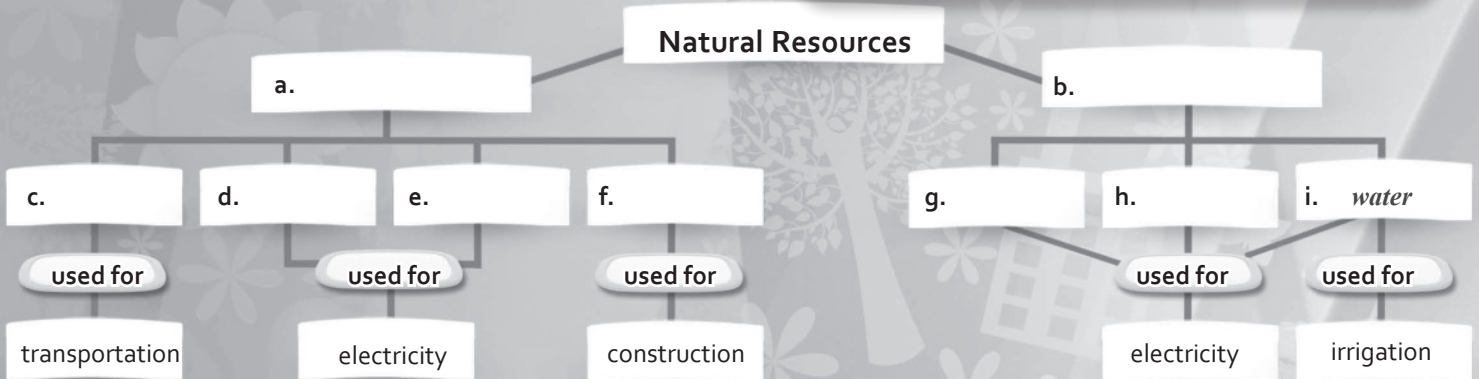 Natural Resources
a.
b.
c.
d.
e.
f.
g.
h.
i. water
used for
used for
used for
used for
used for
transportation
electricity
construction
electricity
irrigation